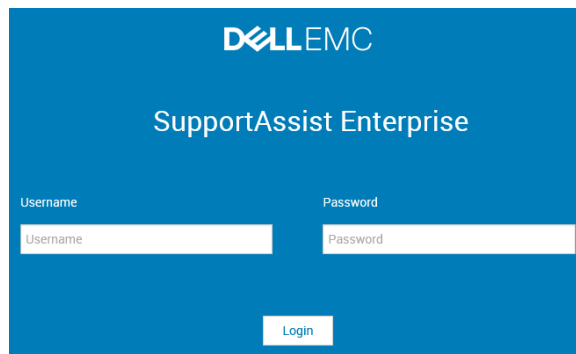 DELLEMC
SupportAssist Enterprise
Username Password
Username Password
Login